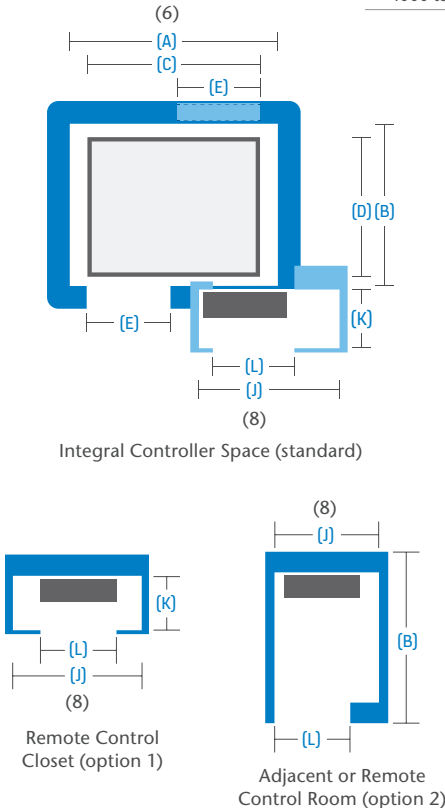 (6)
(A)
(C)
(E)
(D) (B)
(K)
(E)
(L)
(J)
(8)
Integral Controller Space (standard)
(8)
(J)
(K)
(B)
(L)
(J)
(8)
Remote Control
Closet (option 1)
(L)
Adjacent or Remote
Control Room (option 2)